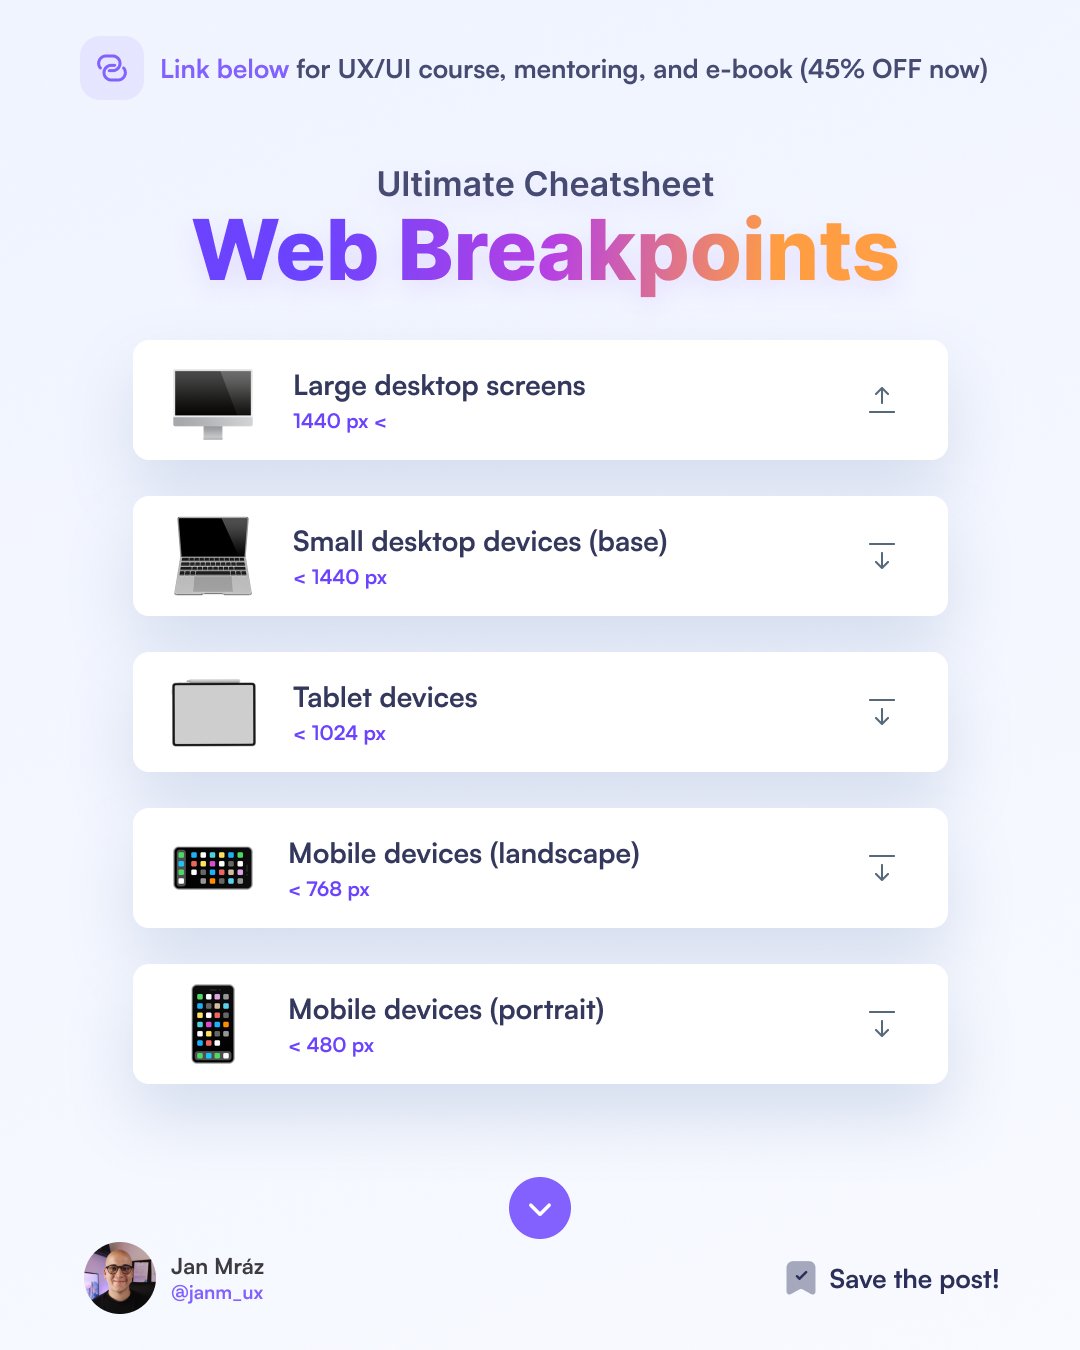 Link below for UX/UI course, mentoring, and e-book (45% OFF now)
Ultimate Cheatsheet
Web Breakpoints
Large desktop screens
1440 px <
Small desktop devices (base)
< 1440 px
Tablet devices
< 1024 px
Mobile devices (landscape)
< 768 px
Mobile devices (portrait)
< 480 px
Jan Mráz
@janm_ux
Save the post!